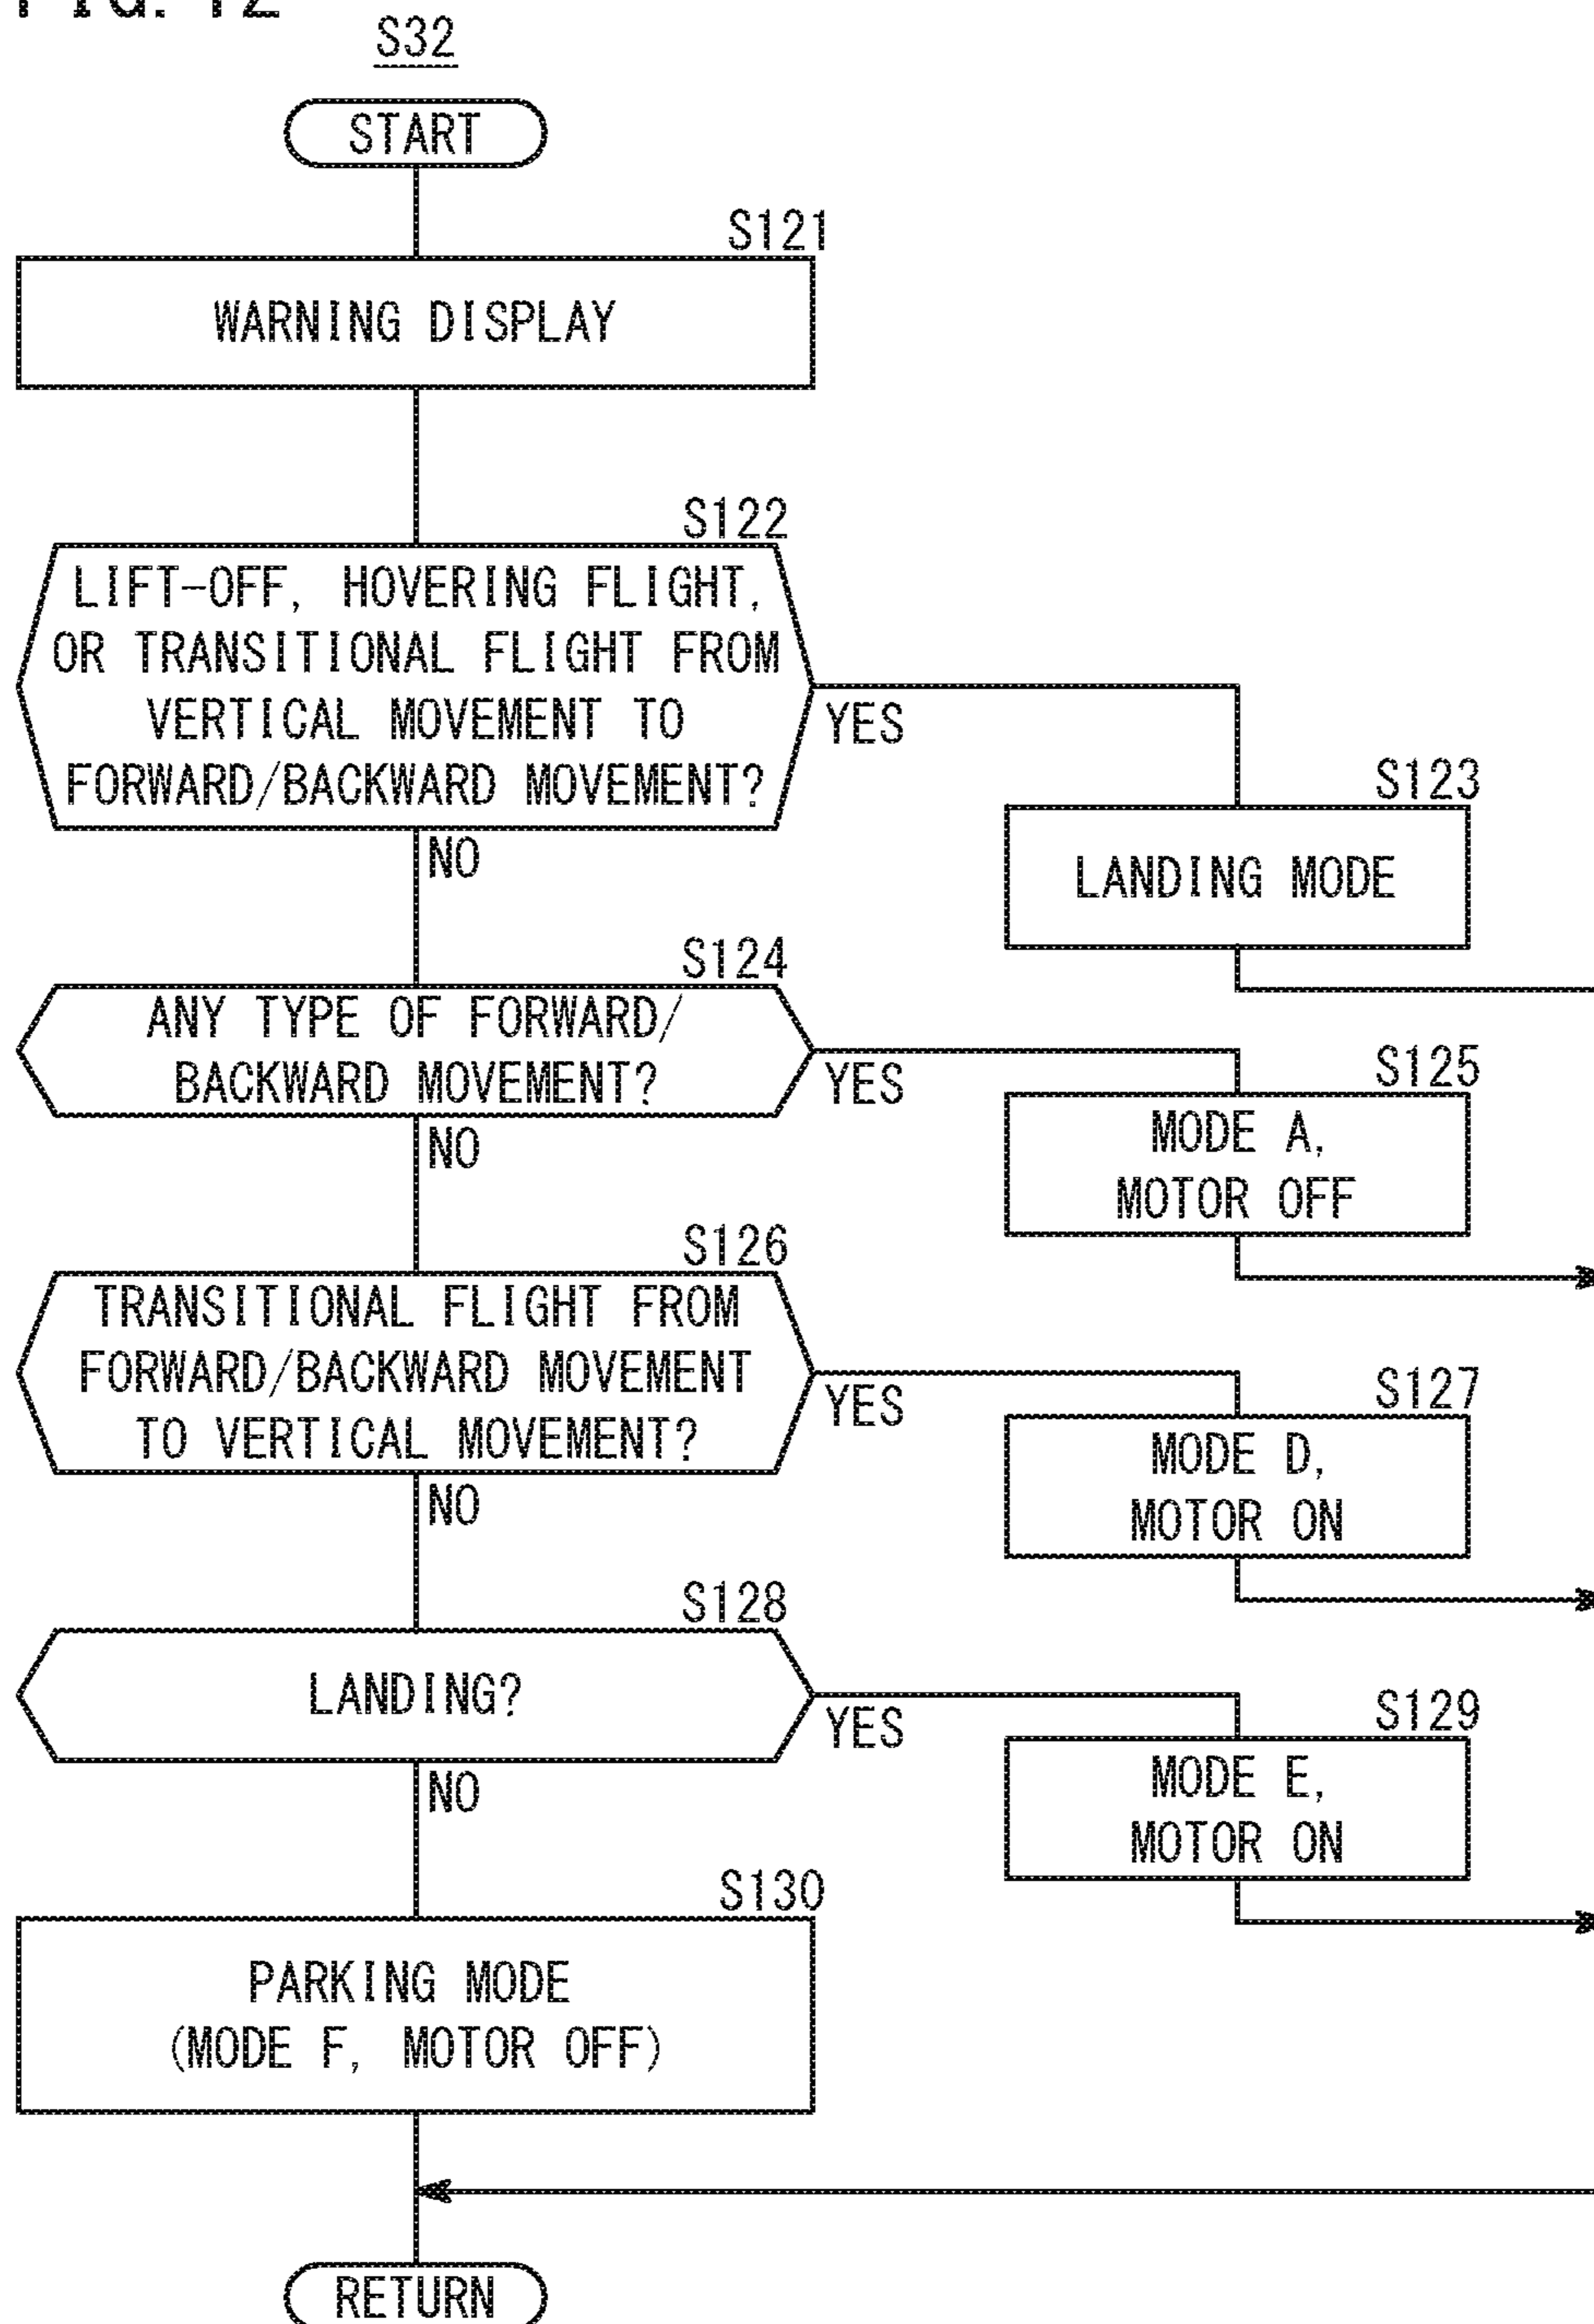 FIG. 12
S32
START
S121
WARNING DISPLAY
S122
LIFT-OFF, HOVERING FLIGHT,
OR TRANSITIONAL FLIGHT FROM
VERTICAL MOVEMENT TO
FORWARD/BACKWARD MOVEMENT?
YES
NO
S123
LANDING MODE
S124
ANY TYPE OF FORWARD/
BACKWARD MOVEMENT?
YES
NO
S125
MODE A,
MOTOR OFF
S126
TRANSITIONAL FLIGHT FROM
FORWARD/BACKWARD MOVEMENT
TO VERTICAL MOVEMENT?
YES
NO
S127
MODE D,
MOTOR ON
S128
LANDING?
YES
NO
S129
MODE E,
MOTOR ON
S130
PARKING MODE
(MODE F, MOTOR OFF)
RETURN